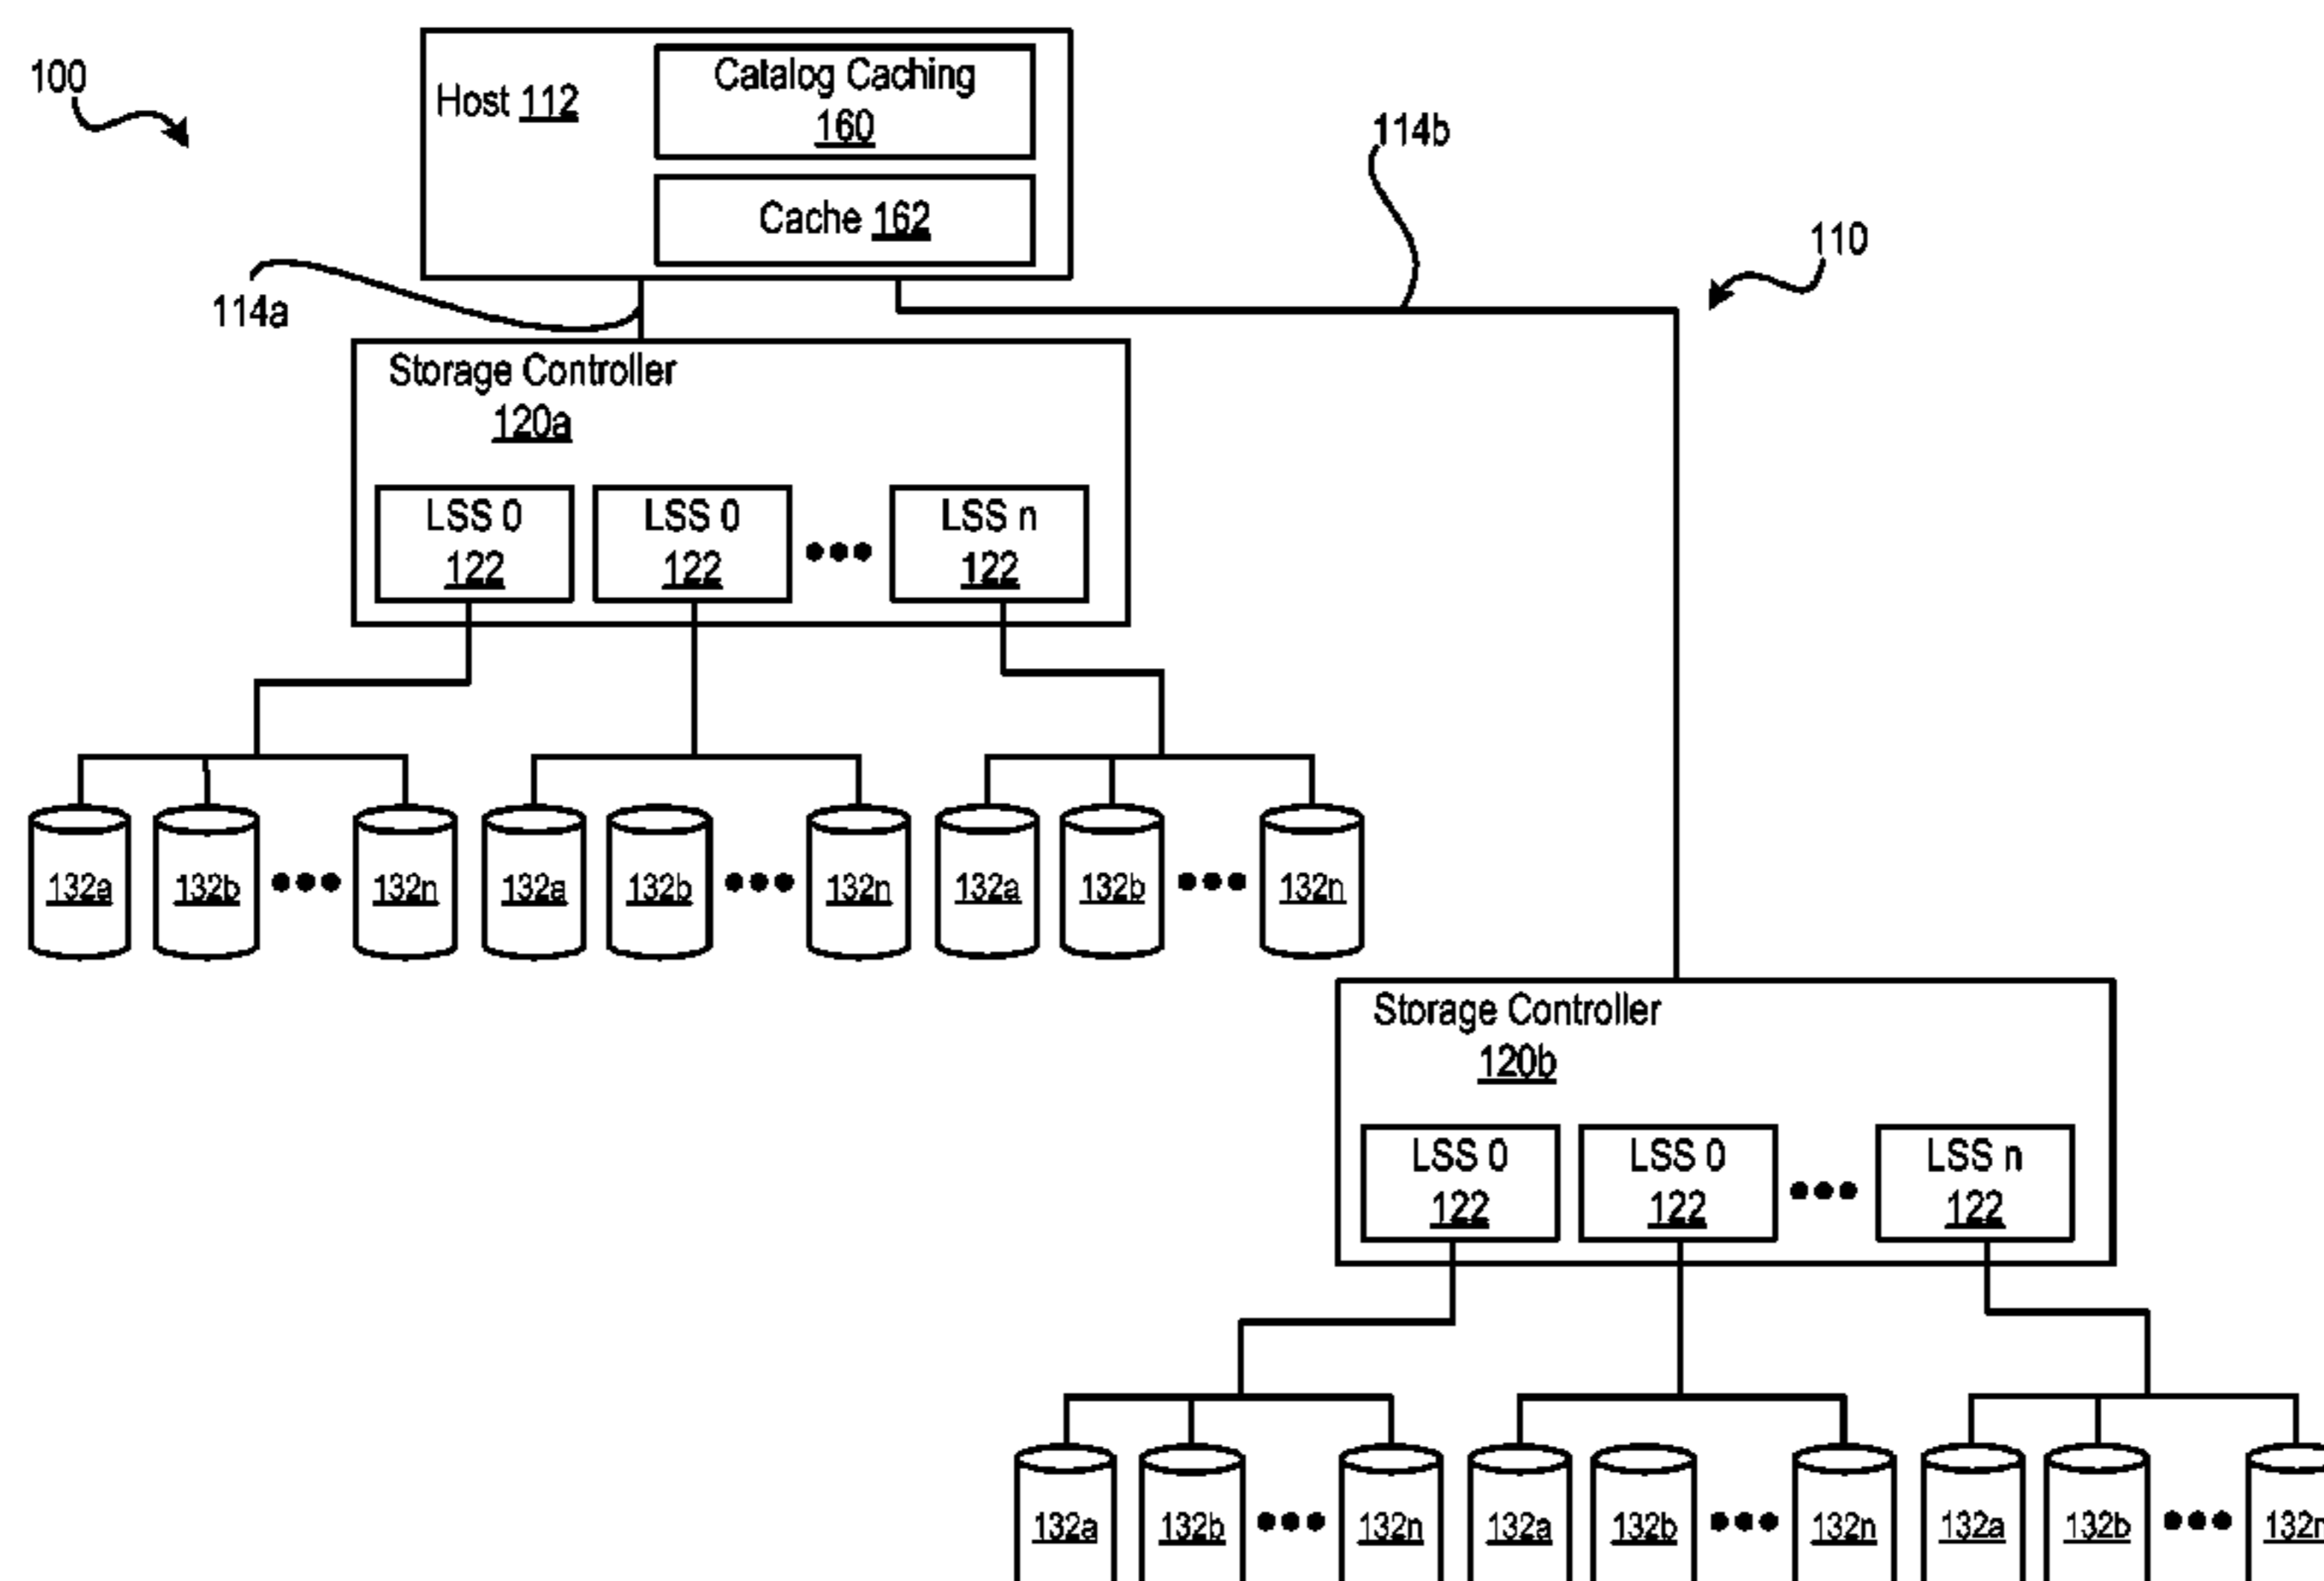 100
Host 112
Catalog Caching
160
Cache 162
114b
110
114a
Storage Controller
120a
LSS 0
122
LSS 0
122
LSS n
122
132a
132b
132n
132a
132b
132n
132a
132b
132n
Storage Controller
120b
LSS 0
122
LSS 0
122
LSS n
122
132a
132b
132n
132a
132b
132n
132a
132b
132n